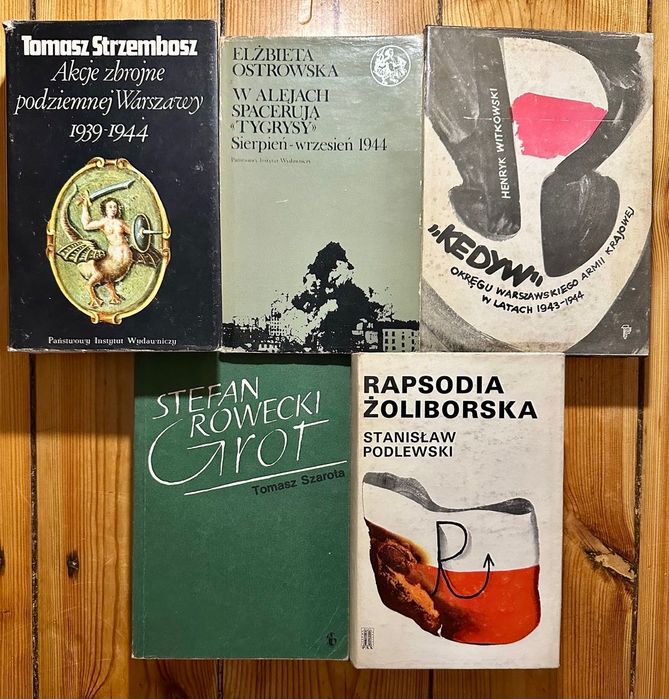 Tomasz Strzembosz
Akcje zbrojne
podziemnej Warszawy
1939-1944
Państwowy Instytut Wydawniczy
ELŻBIETA
OSTROWSKA
W ALEJACH
SPACERUJĄ
«TYGRYSY»
Sierpień-wrzesień 1944
Państwowy Instytut Wydawniczy
HENRYK WITKOWSKI
„KEDYW”
OKRĘGU WARSZAWSKIEGO ARMII KRAJOWEJ
W LATACH 1943-1944
STEFAN
ROWECKI
Grot
Tomasz Szarota
RAPSODIA
ŻOLIBORSKA
STANISŁAW
PODLEWSKI